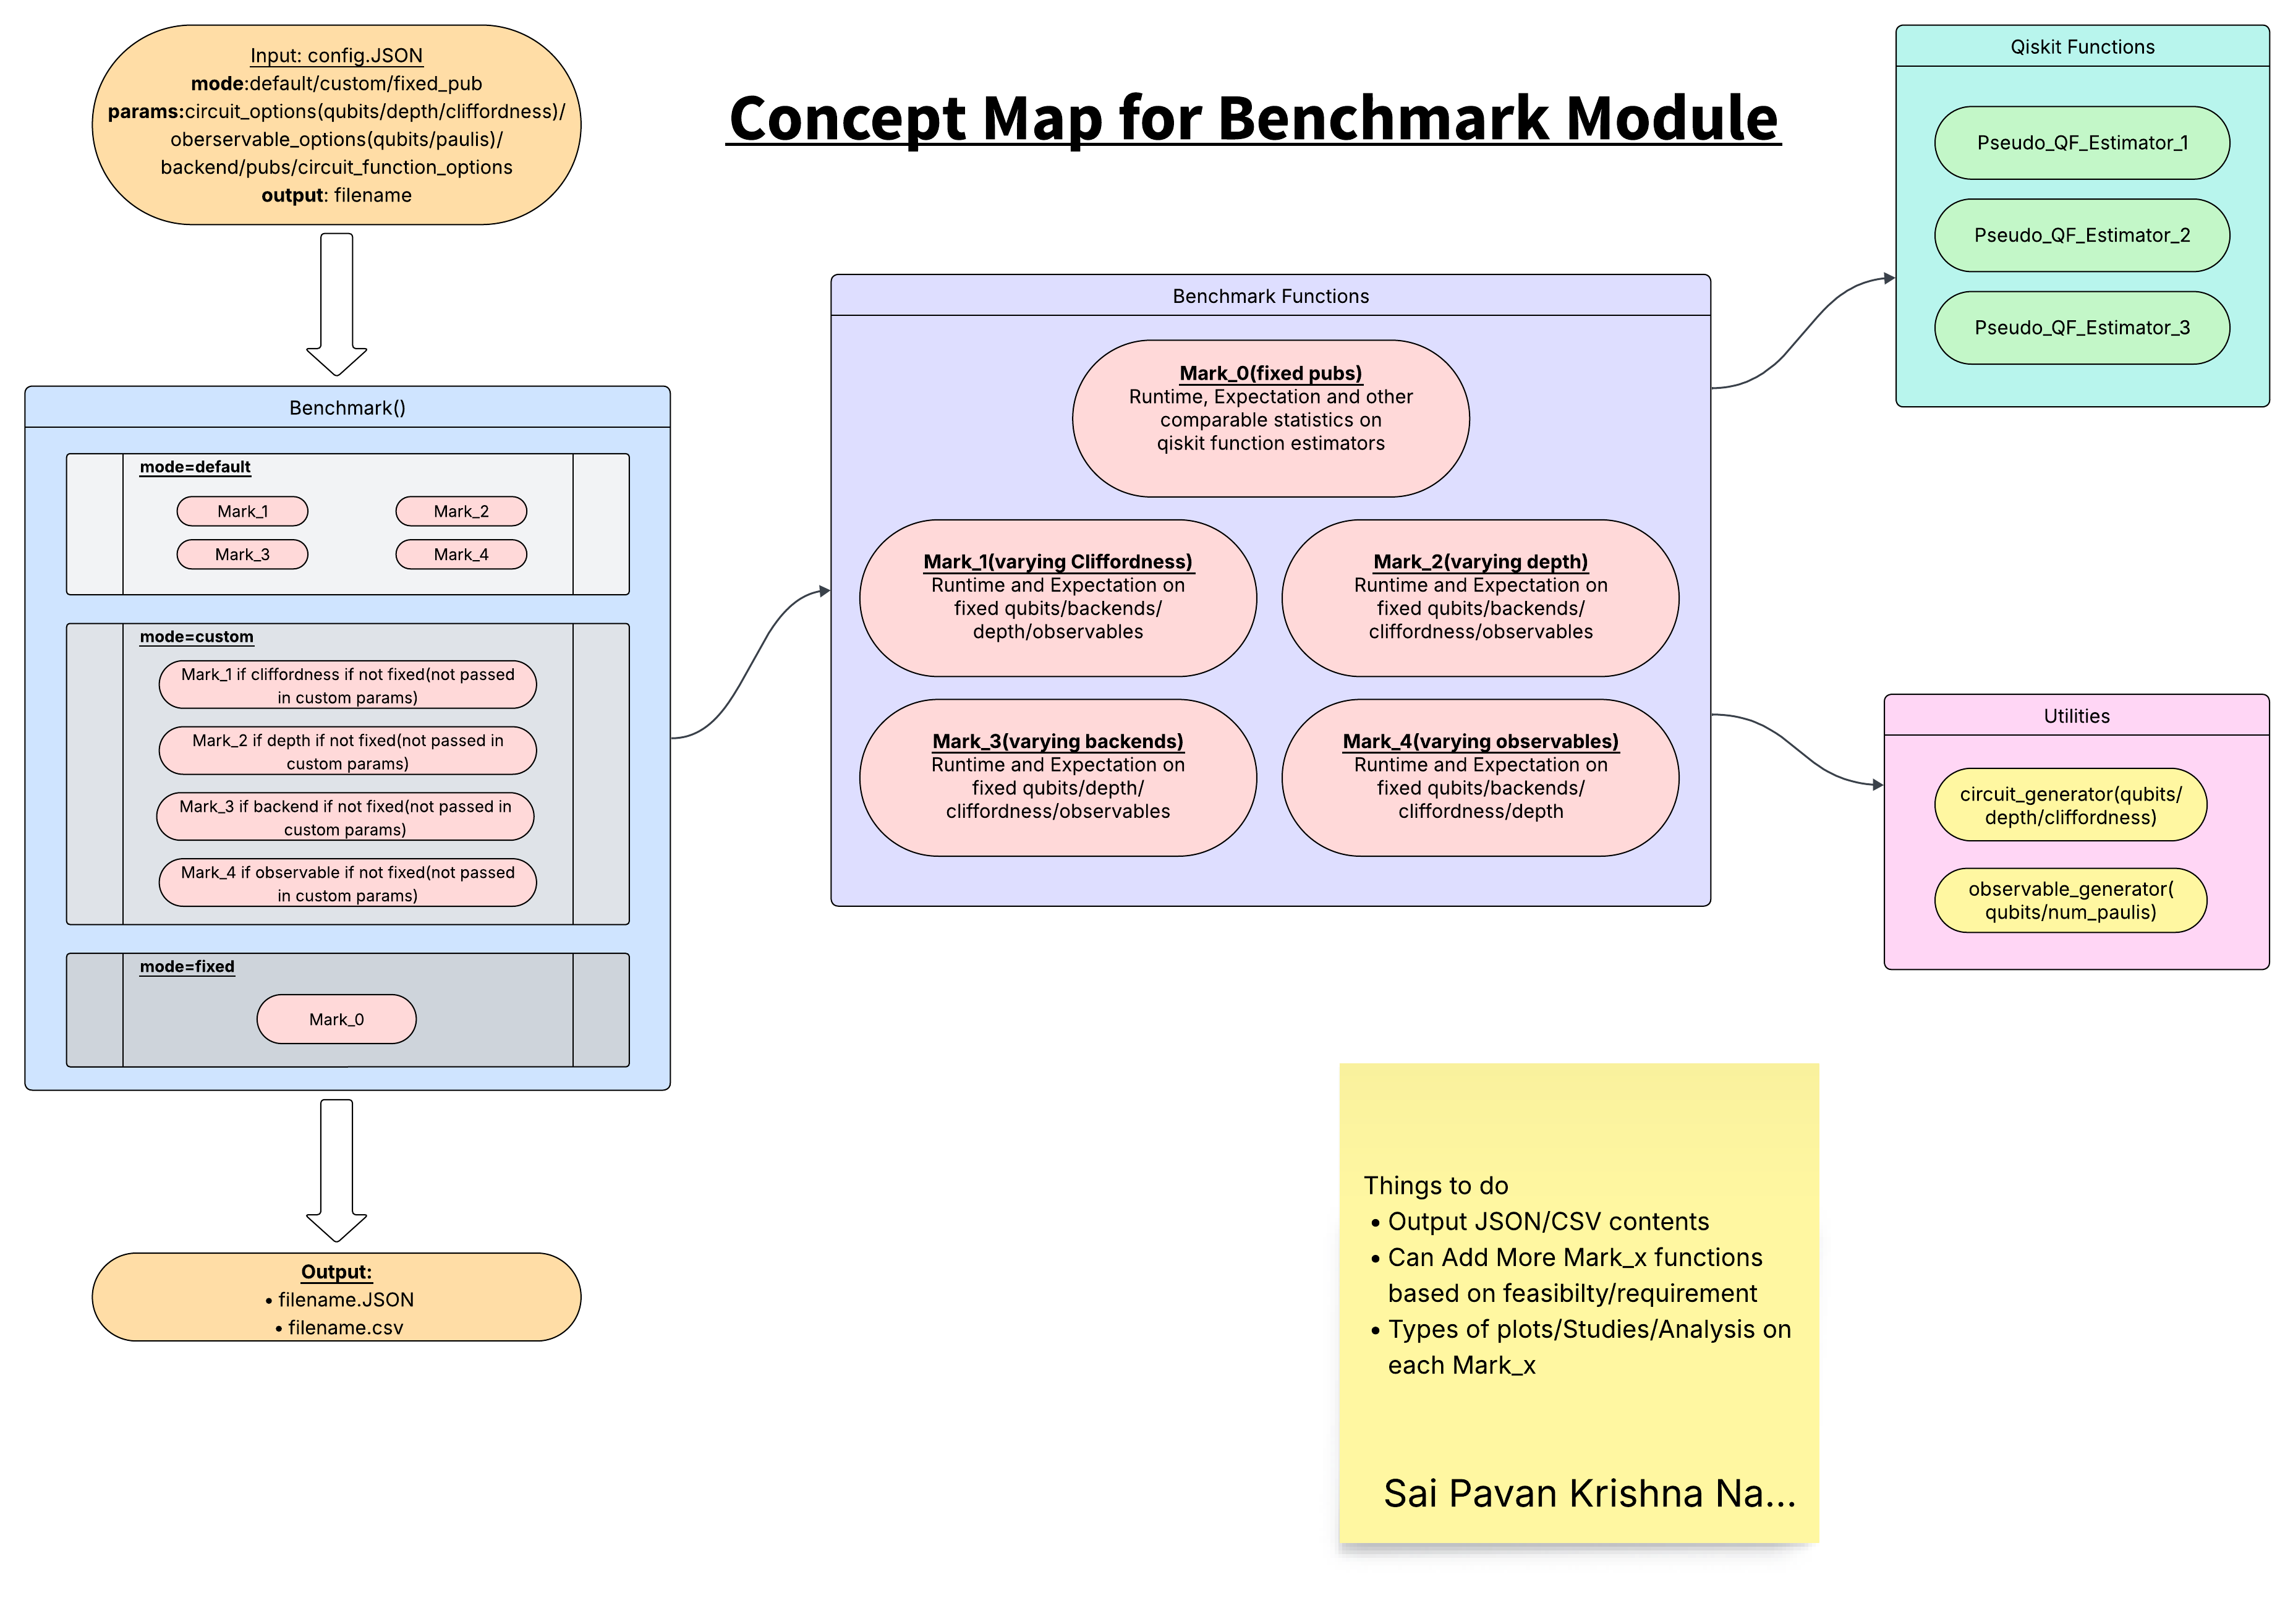 Concept Map for Benchmark Module
Input: config.JSON
mode:default/custom/fixed_pub
params:circuit_options(qubits/depth/cliffordness)/
oberservable_options(qubits/paulis)/
backend/pubs/circuit_function_options
output: filename
Benchmark()
mode=default
Mark_1
Mark_2
Mark_3
Mark_4
mode=custom
Mark_1 if cliffordness if not fixed(not passed
in custom params)
Mark_2 if depth if not fixed(not passed in
custom params)
Mark_3 if backend if not fixed(not passed in
custom params)
Mark_4 if observable if not fixed(not passed
in custom params)
mode=fixed
Mark_0
Output:
• filename.JSON
• filename.csv
Benchmark Functions
Mark_0(fixed pubs)
Runtime, Expectation and other
comparable statistics on
qiskit function estimators
Mark_1(varying Cliffordness)
Runtime and Expectation on
fixed qubits/backends/
depth/observables
Mark_2(varying depth)
Runtime and Expectation on
fixed qubits/backends/
cliffordness/observables
Mark_3(varying backends)
Runtime and Expectation on
fixed qubits/depth/
cliffordness/observables
Mark_4(varying observables)
Runtime and Expectation on
fixed qubits/backends/
cliffordness/depth
Qiskit Functions
Pseudo_QF_Estimator_1
Pseudo_QF_Estimator_2
Pseudo_QF_Estimator_3
Utilities
circuit_generator(qubits/
depth/cliffordness)
observable_generator(
qubits/num_paulis)
Things to do
• Output JSON/CSV contents
• Can Add More Mark_x functions
based on feasibilty/requirement
• Types of plots/Studies/Analysis on
each Mark_x
Sai Pavan Krishna Na...